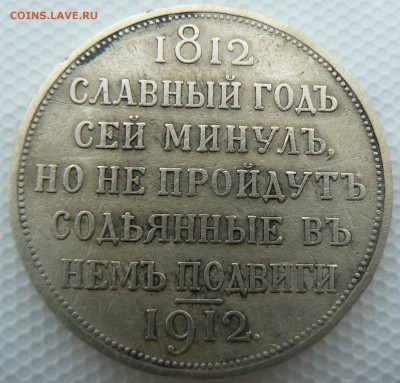 COINS.LAVE.RU
1812
СЛАВНЫЙ ГОДЪ
СЕЙ МИНУЛЪ,
НО НЕ ПРОЙДУТЪ
СОДѢЯННЫЕ ВЪ
НЕМЪ ПОДВИГИ
1912.